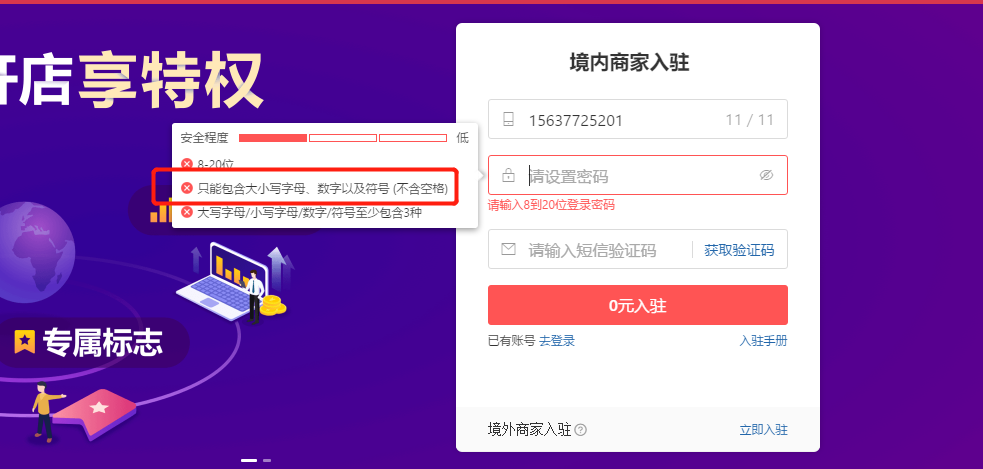 开店享特权
境内商家入驻
15637725201 11 / 11
安全程度 低
8-20位
只能包含大小写字母、数字以及符号 (不含空格)
大写字母/小写字母/数字/符号至少包含3种
请设置密码
请输入8到20位登录密码
请输入短信验证码 获取验证码
0元入驻
已有账号 去登录 入驻手册
专属标志
境外商家入驻 ? 立即入驻